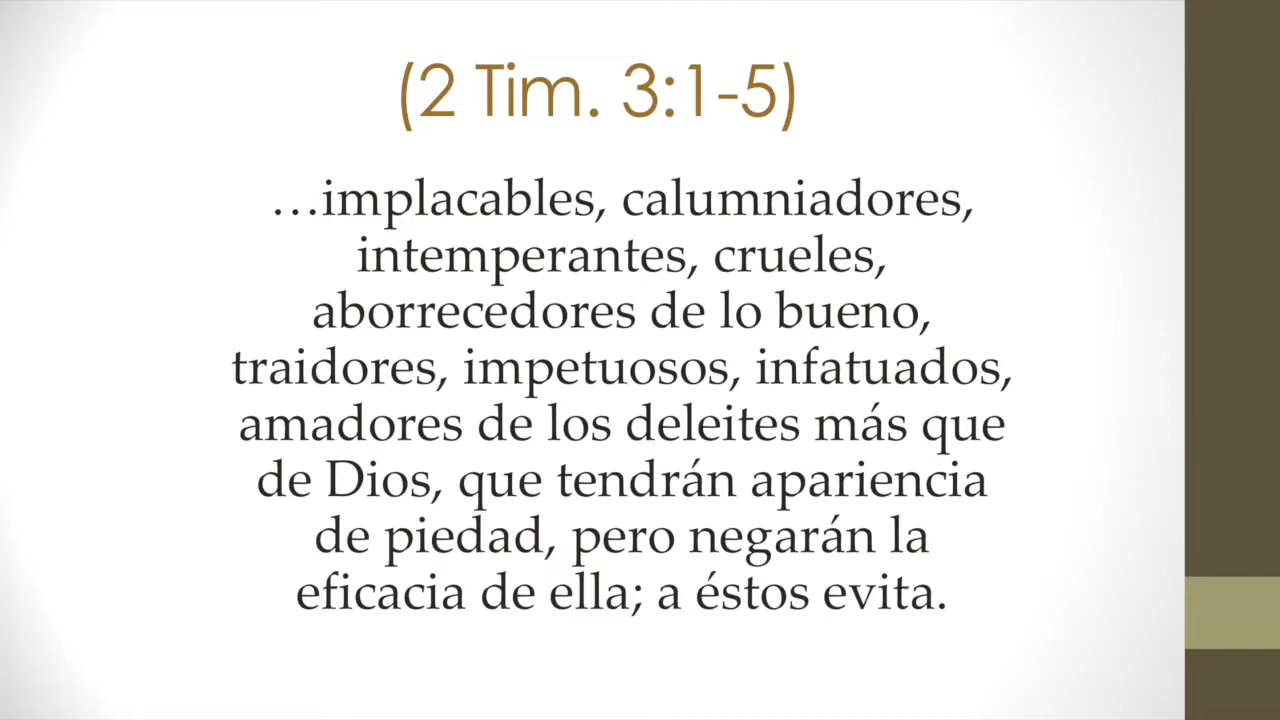 (2 Tim. 3:1-5)
…implacables, calumniadores,
intemperantes, crueles,
aborrecedores de lo bueno,
traidores, impetuosos, infatuados,
amadores de los deleites más que
de Dios, que tendrán apariencia
de piedad, pero negarán la
eficacia de ella; a éstos evita.